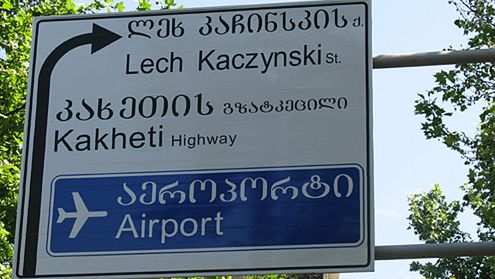 ლეხ კაჩინსკის ქ.
Lech Kaczynski St.
კახეთის გზატკეცილი
Kakheti Highway
აეროპორტი
Airport